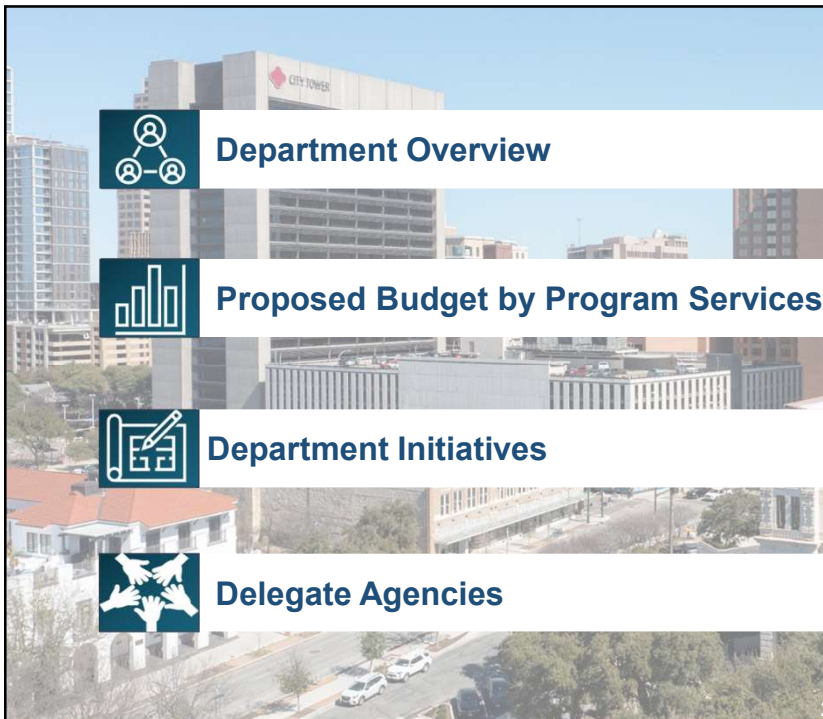 CITY TOWER
Department Overview
Proposed Budget by Program Services
Department Initiatives
Delegate Agencies